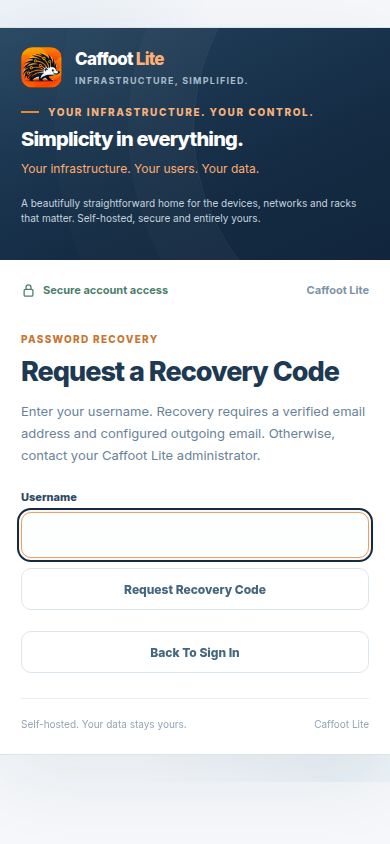 Caffoot Lite
INFRASTRUCTURE, SIMPLIFIED.
YOUR INFRASTRUCTURE. YOUR CONTROL.
Simplicity in everything.
Your infrastructure. Your users. Your data.
A beautifully straightforward home for the devices, networks and racks
that matter. Self-hosted, secure and entirely yours.
Secure account access
Caffoot Lite
PASSWORD RECOVERY
Request a Recovery Code
Enter your username. Recovery requires a verified email
address and configured outgoing email. Otherwise,
contact your Caffoot Lite administrator.
Username
Request Recovery Code
Back To Sign In
Self-hosted. Your data stays yours.
Caffoot Lite